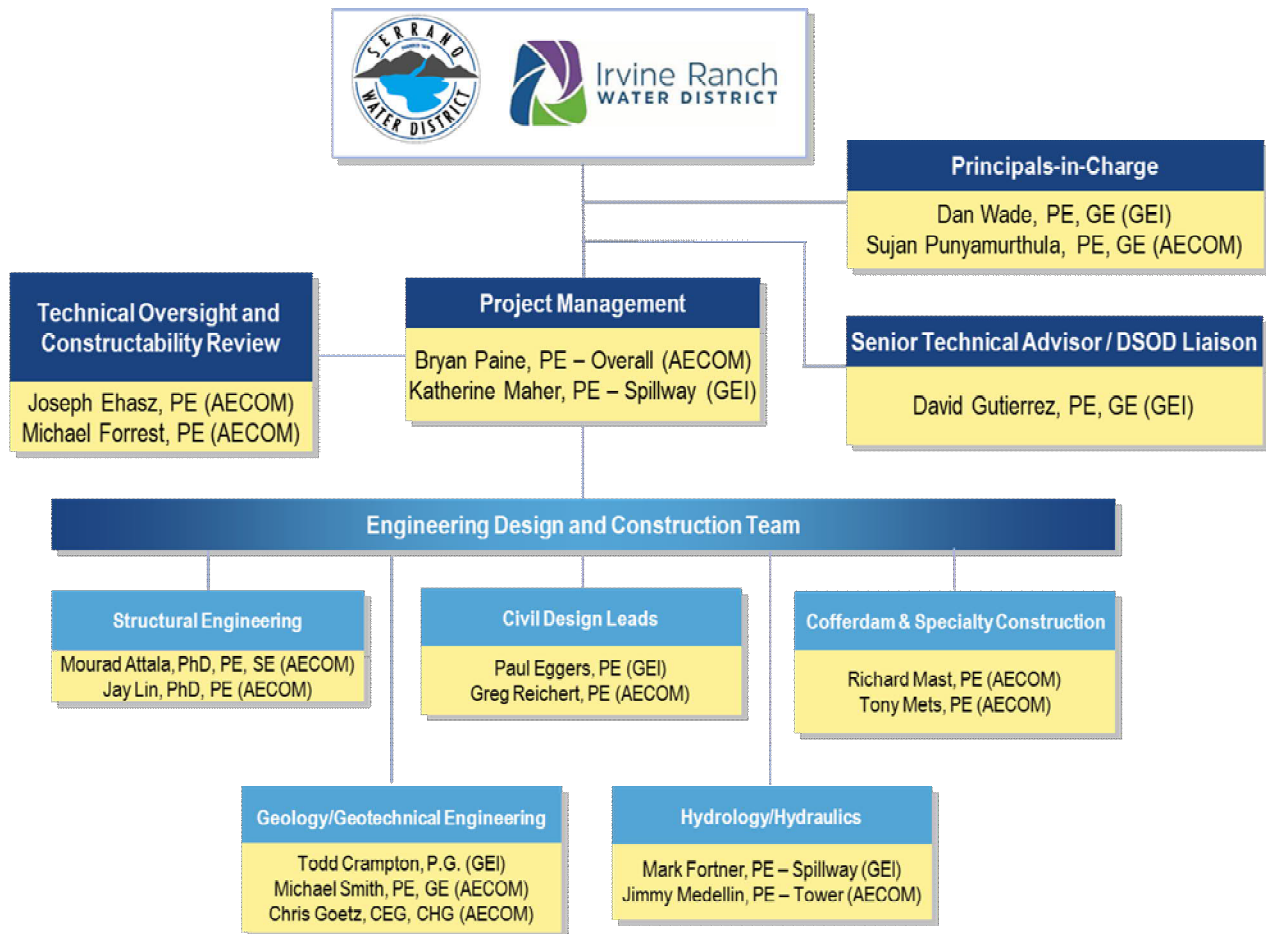 SERRANO
WATER DISTRICT
Irvine Ranch
WATER DISTRICT
Principals-in-Charge
Dan Wade, PE, GE (GEI)
Sujan Punyamurthula, PE, GE (AECOM)
Technical Oversight and
Constructability Review
Joseph Ehasz, PE (AECOM)
Michael Forrest, PE (AECOM)
Project Management
Bryan Paine, PE – Overall (AECOM)
Katherine Maher, PE – Spillway (GEI)
Senior Technical Advisor / DSOD Liaison
David Gutierrez, PE, GE (GEI)
Engineering Design and Construction Team
Structural Engineering
Mourad Attala, PhD, PE, SE (AECOM)
Jay Lin, PhD, PE (AECOM)
Civil Design Leads
Paul Eggers, PE (GEI)
Greg Reichert, PE (AECOM)
Cofferdam & Specialty Construction
Richard Mast, PE (AECOM)
Tony Mets, PE (AECOM)
Geology/Geotechnical Engineering
Todd Crampton, P.G. (GEI)
Michael Smith, PE, GE (AECOM)
Chris Goetz, CEG, CHG (AECOM)
Hydrology/Hydraulics
Mark Fortner, PE – Spillway (GEI)
Jimmy Medellin, PE – Tower (AECOM)